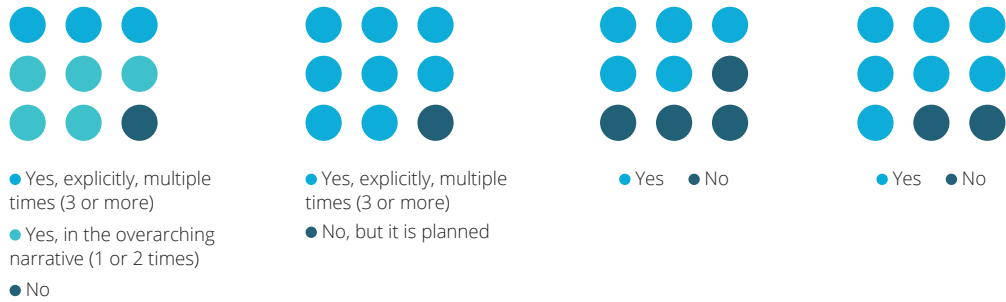 Yes, explicitly, multiple
times (3 or more)
Yes, in the overarching
narrative (1 or 2 times)
No
Yes, explicitly, multiple
times (3 or more)
No, but it is planned
Yes No
Yes No